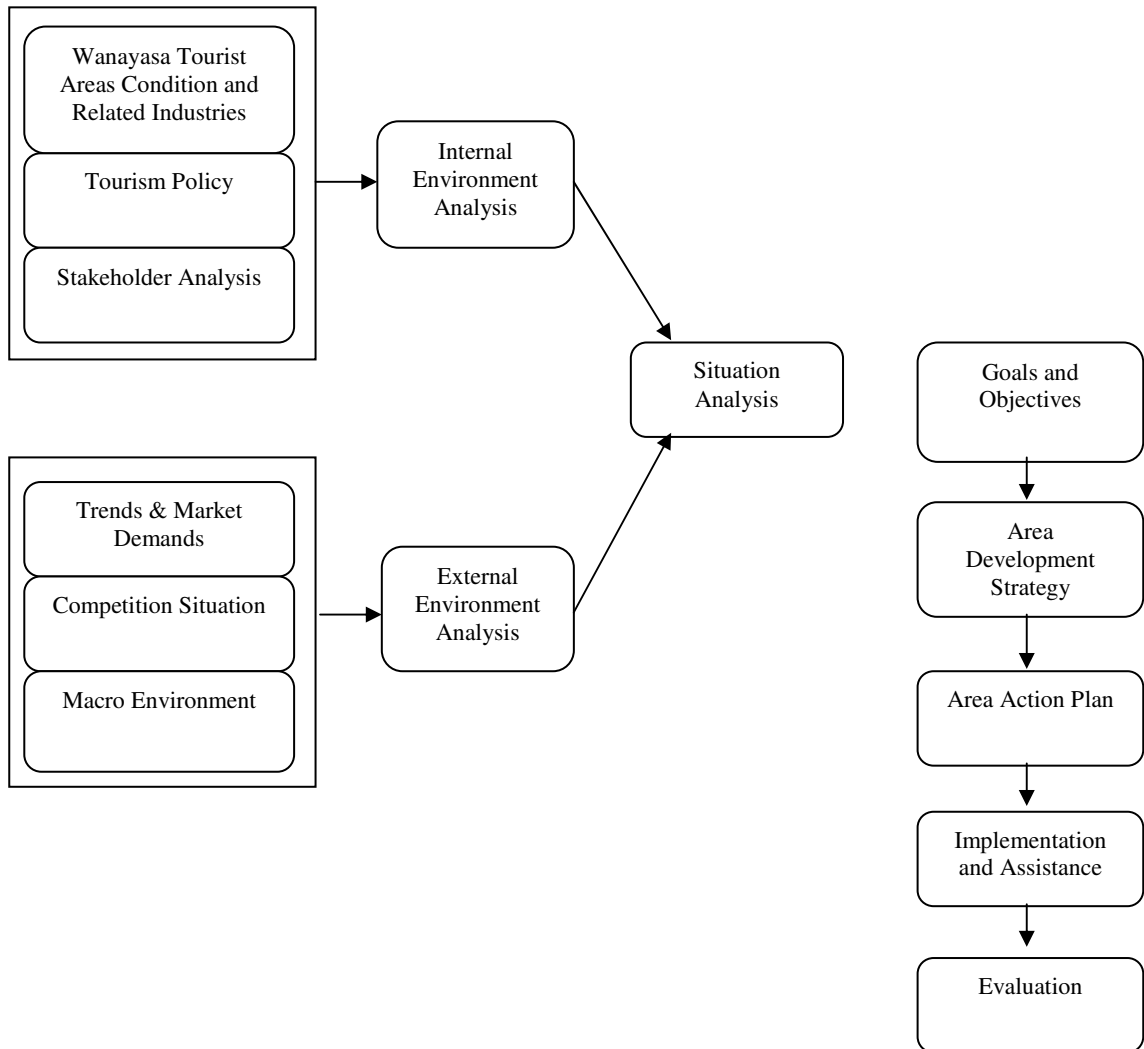 Wanayasa Tourist
Areas Condition and
Related Industries
Tourism Policy
Stakeholder Analysis
Internal
Environment
Analysis
Trends & Market
Demands
Competition Situation
Macro Environment
External
Environment
Analysis
Situation
Analysis
Goals and
Objectives
Area
Development
Strategy
Area Action Plan
Implementation
and Assistance
Evaluation